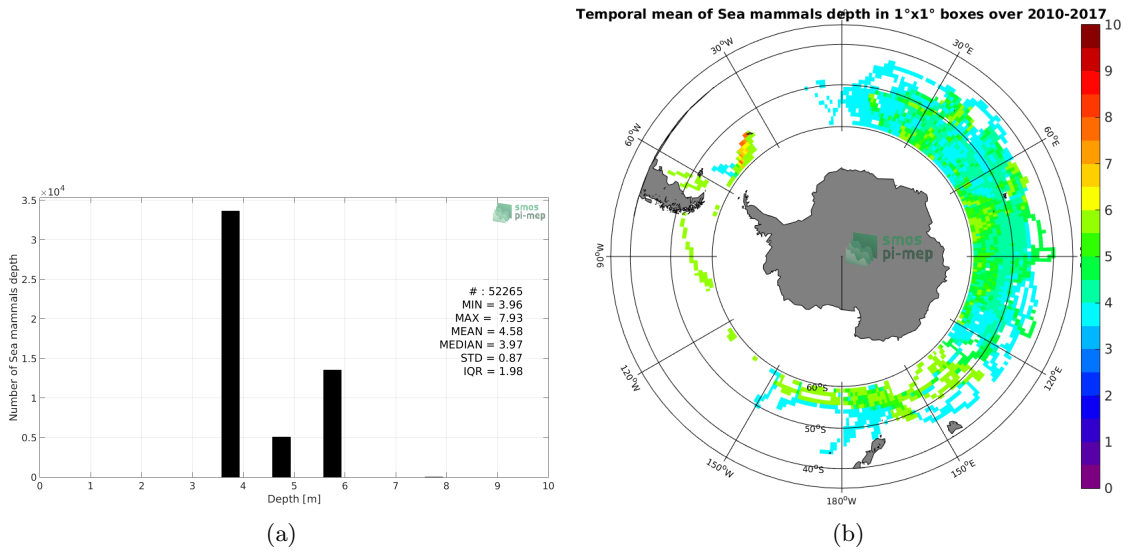 Temporal mean of Sea mammals depth in 1°x1° boxes over 2010-2017
×10⁴
3.5
3
2.5
2
1.5
1
0.5
0
Number of Sea mammals depth
smos
pi-mep
# : 52265
MIN = 3.96
MAX = 7.93
MEAN = 4.58
MEDIAN = 3.97
STD = 0.87
IQR = 1.98
0 1 2 3 4 5 6 7 8 9 10
Depth [m]
(a)
30°W
30°E
60°W
60°E
90°W
120°W
120°E
150°W
150°E
180°W
60°S
50°S
40°S
smos
pi-mep
10
9
8
7
6
5
4
3
2
1
0
(b)